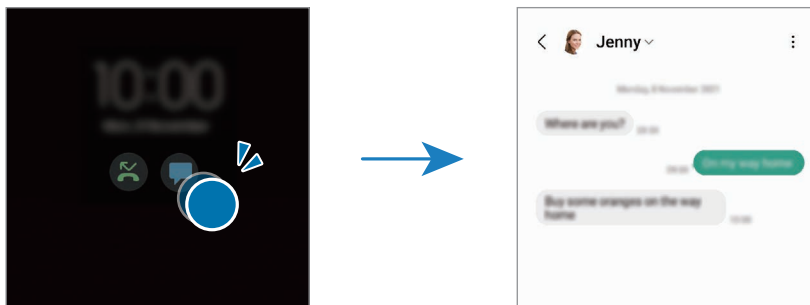 10:00
Jenny
Monday, 8 November 2021
Where are you?
On my way home
Buy some oranges on the way
home